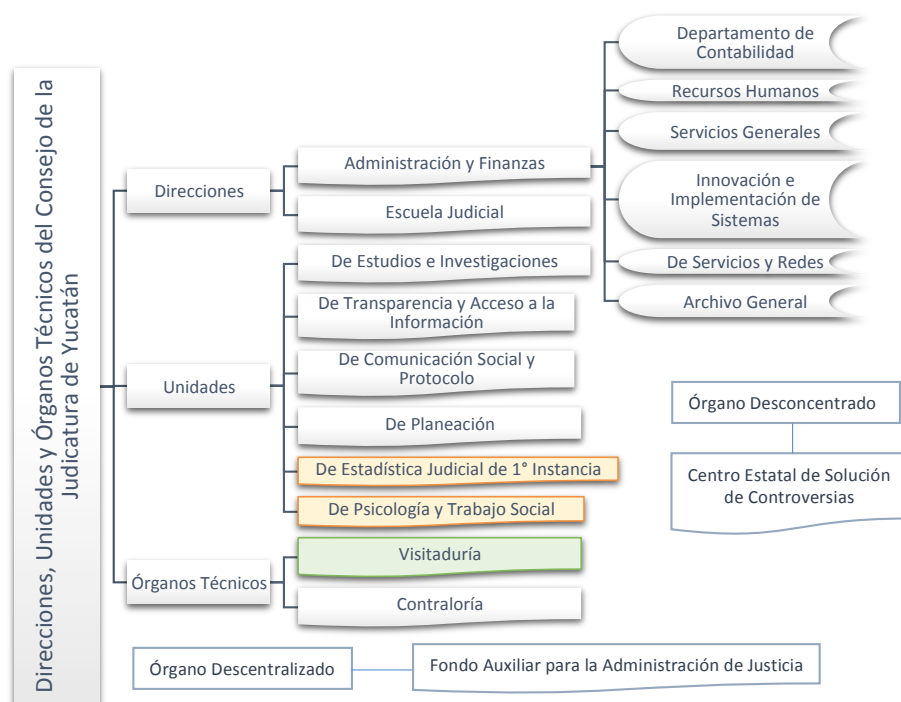 Direcciones, Unidades y Órganos Técnicos del Consejo de la
Judicatura de Yucatán
Direcciones
Administración y Finanzas
Departamento de
Contabilidad
Recursos Humanos
Servicios Generales
Innovación e
Implementación de
Sistemas
De Servicios y Redes
Archivo General
Escuela Judicial
Unidades
De Estudios e Investigaciones
De Transparencia y Acceso a la
Información
De Comunicación Social y
Protocolo
De Planeación
De Estadística Judicial de 1° Instancia
De Psicología y Trabajo Social
Órganos Técnicos
Visitaduría
Contraloría
Órgano Desconcentrado
Centro Estatal de Solución
de Controversias
Órgano Descentralizado
Fondo Auxiliar para la Administración de Justicia